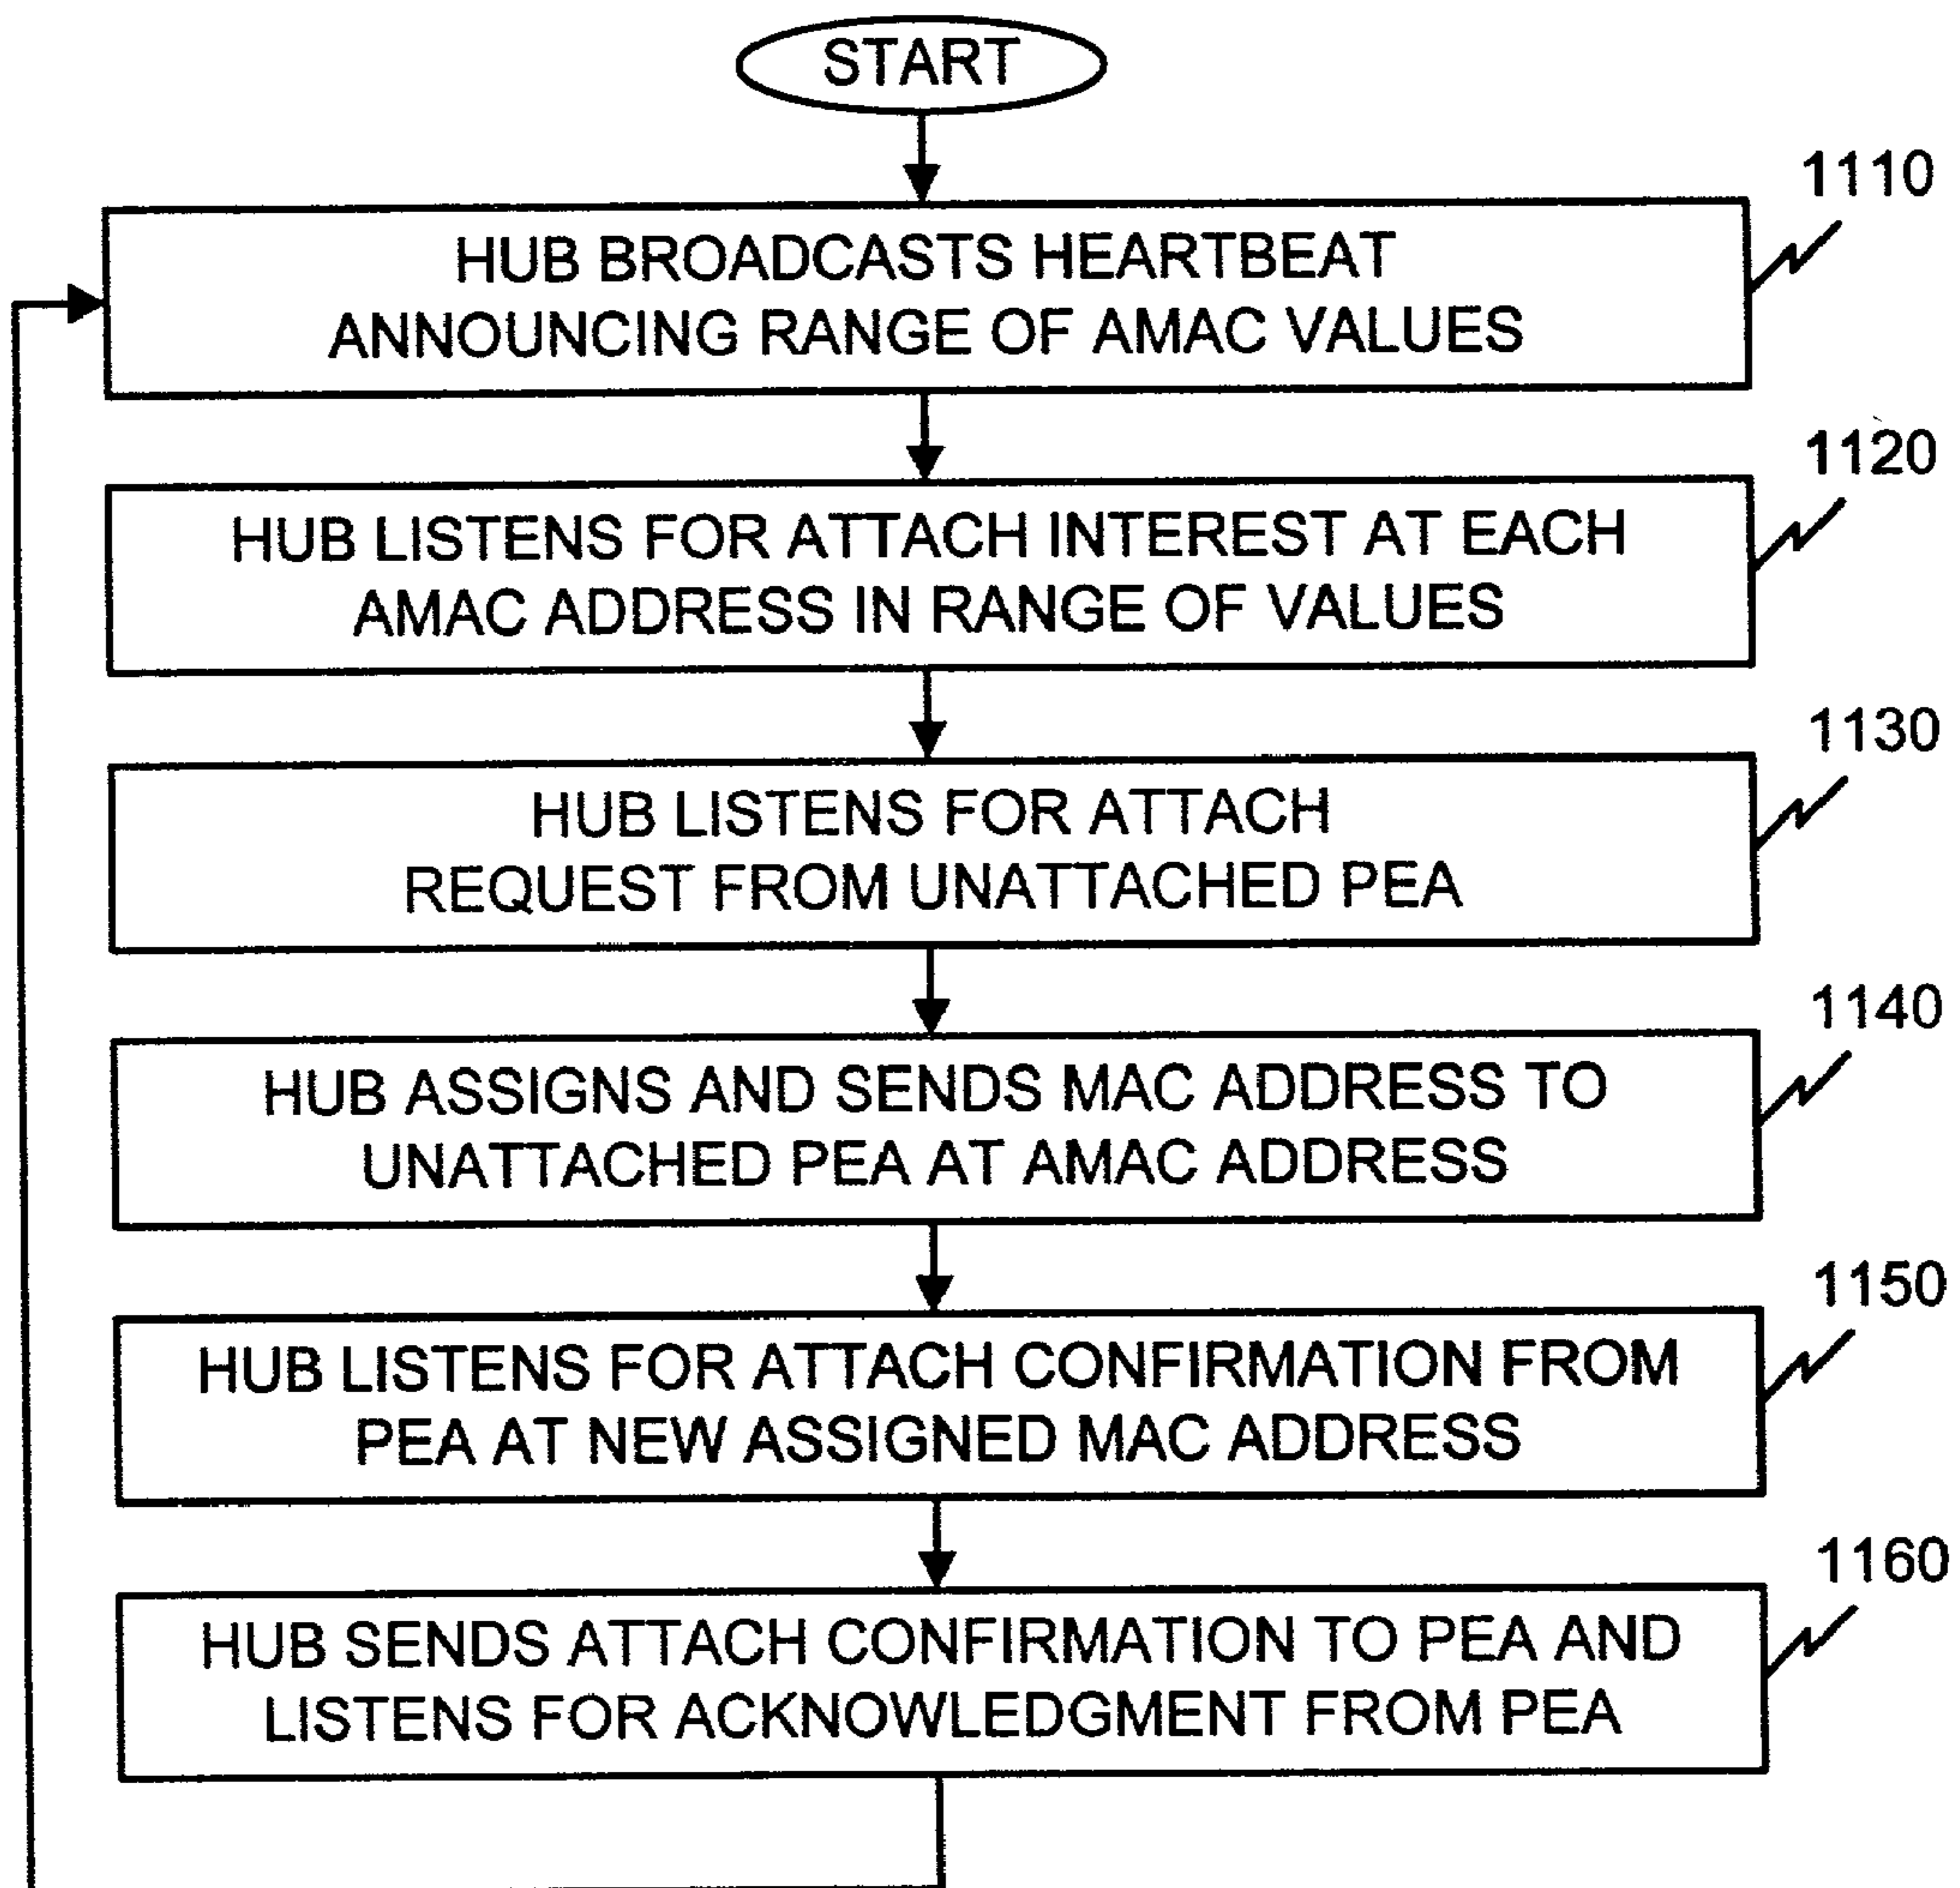 START
1110
HUB BROADCASTS HEARTBEAT
ANNOUNCING RANGE OF AMAC VALUES
1120
HUB LISTENS FOR ATTACH INTEREST AT EACH
AMAC ADDRESS IN RANGE OF VALUES
1130
HUB LISTENS FOR ATTACH
REQUEST FROM UNATTACHED PEA
1140
HUB ASSIGNS AND SENDS MAC ADDRESS TO
UNATTACHED PEA AT AMAC ADDRESS
1150
HUB LISTENS FOR ATTACH CONFIRMATION FROM
PEA AT NEW ASSIGNED MAC ADDRESS
1160
HUB SENDS ATTACH CONFIRMATION TO PEA AND
LISTENS FOR ACKNOWLEDGMENT FROM PEA